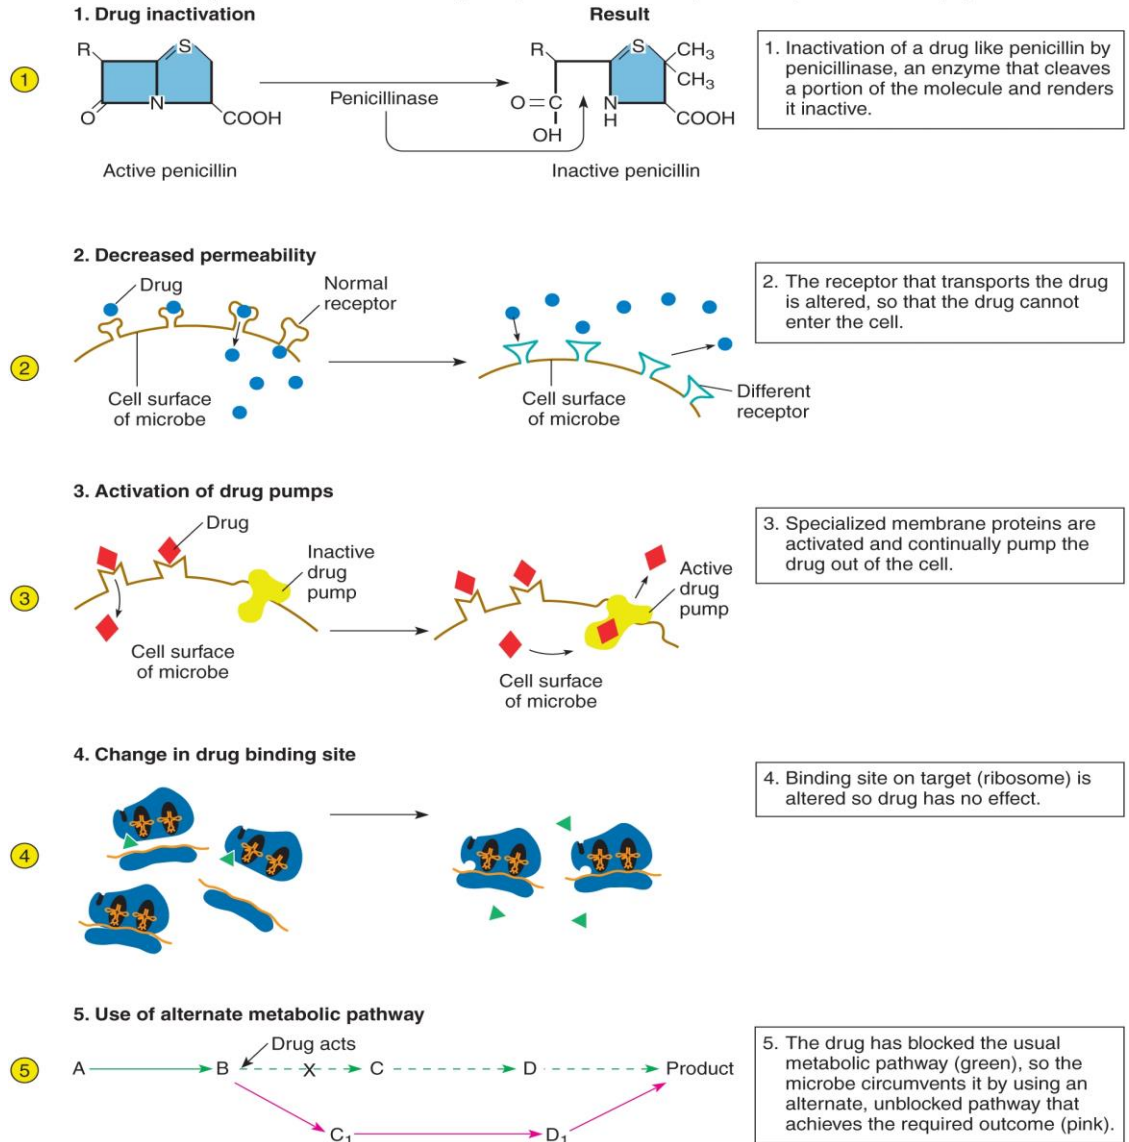 1. Drug inactivation
Result
1
R
S
N
O
COOH
Active penicillin
Penicillinase
R
S
CH3
CH3
O=C
OH
N
H
COOH
Inactive penicillin
1. Inactivation of a drug like penicillin by
penicillinase, an enzyme that cleaves
a portion of the molecule and renders
it inactive.
2. Decreased permeability
2
Drug
Normal
receptor
Cell surface
of microbe
Cell surface
of microbe
Different
receptor
2. The receptor that transports the drug
is altered, so that the drug cannot
enter the cell.
3. Activation of drug pumps
3
Drug
Inactive
drug
pump
Cell surface
of microbe
Active
drug
pump
Cell surface
of microbe
3. Specialized membrane proteins are
activated and continually pump the
drug out of the cell.
4. Change in drug binding site
4
4. Binding site on target (ribosome) is
altered so drug has no effect.
5. Use of alternate metabolic pathway
5
Drug acts
A B X C D Product
C1 D1
5. The drug has blocked the usual
metabolic pathway (green), so the
microbe circumvents it by using an
alternate, unblocked pathway that
achieves the required outcome (pink).